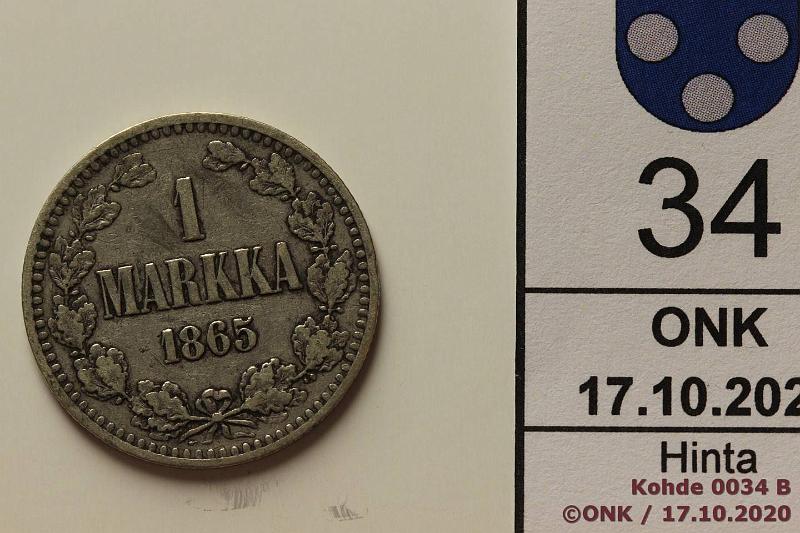 1
MARKKA
1865
34
ONK
17.10.202
Hinta
Kohde 0034 B
©ONK / 17.10.2020